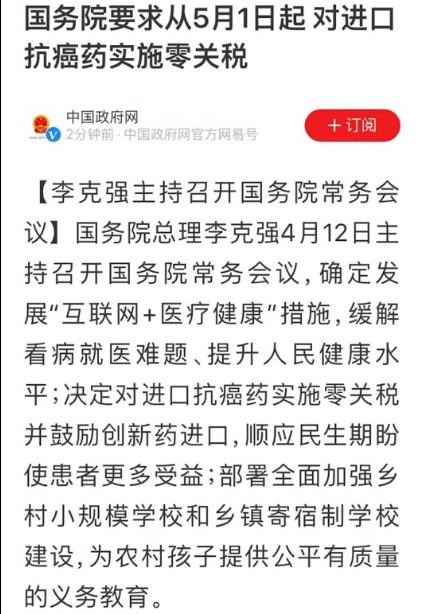 国务院要求从5月1日起 对进口
抗癌药实施零关税
中国政府网
2分钟前·中国政府网官方网易号
+ 订阅
【李克强主持召开国务院常务会
议】国务院总理李克强4月12日主
持召开国务院常务会议,确定发
展“互联网+医疗健康”措施,缓解
看病就医难题、提升人民健康水
平;决定对进口抗癌药实施零关税
并鼓励创新药进口,顺应民生期盼
使患者更多受益;部署全面加强乡
村小规模学校和乡镇寄宿制学校
建设,为农村孩子提供公平有质量
的义务教育。